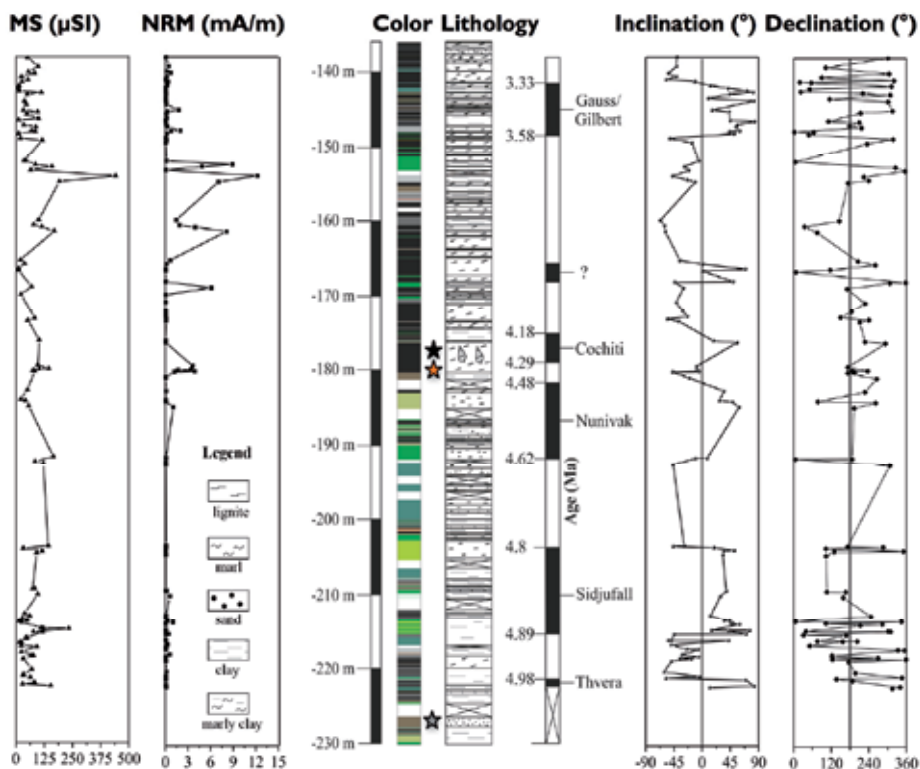 MS (µSI) NRM (mA/m) Color Lithology Inclination (°) Declination (°)
-140 m
-150 m
-160 m
-170 m
-180 m
-190 m
-200 m
-210 m
-220 m
-230 m
3.33
3.58
4.18
4.29
4.48
4.62
4.8
4.89
4.98
Age (Ma)
Gauss/
Gilbert
?
Cochiti
Nunivak
Sidjufall
Thvera
Legend
lignite
marl
sand
clay
marly clay
0 125 250 375 500
0 3 6 9 12 15
-90 -45 0 45 90
0 120 240 360